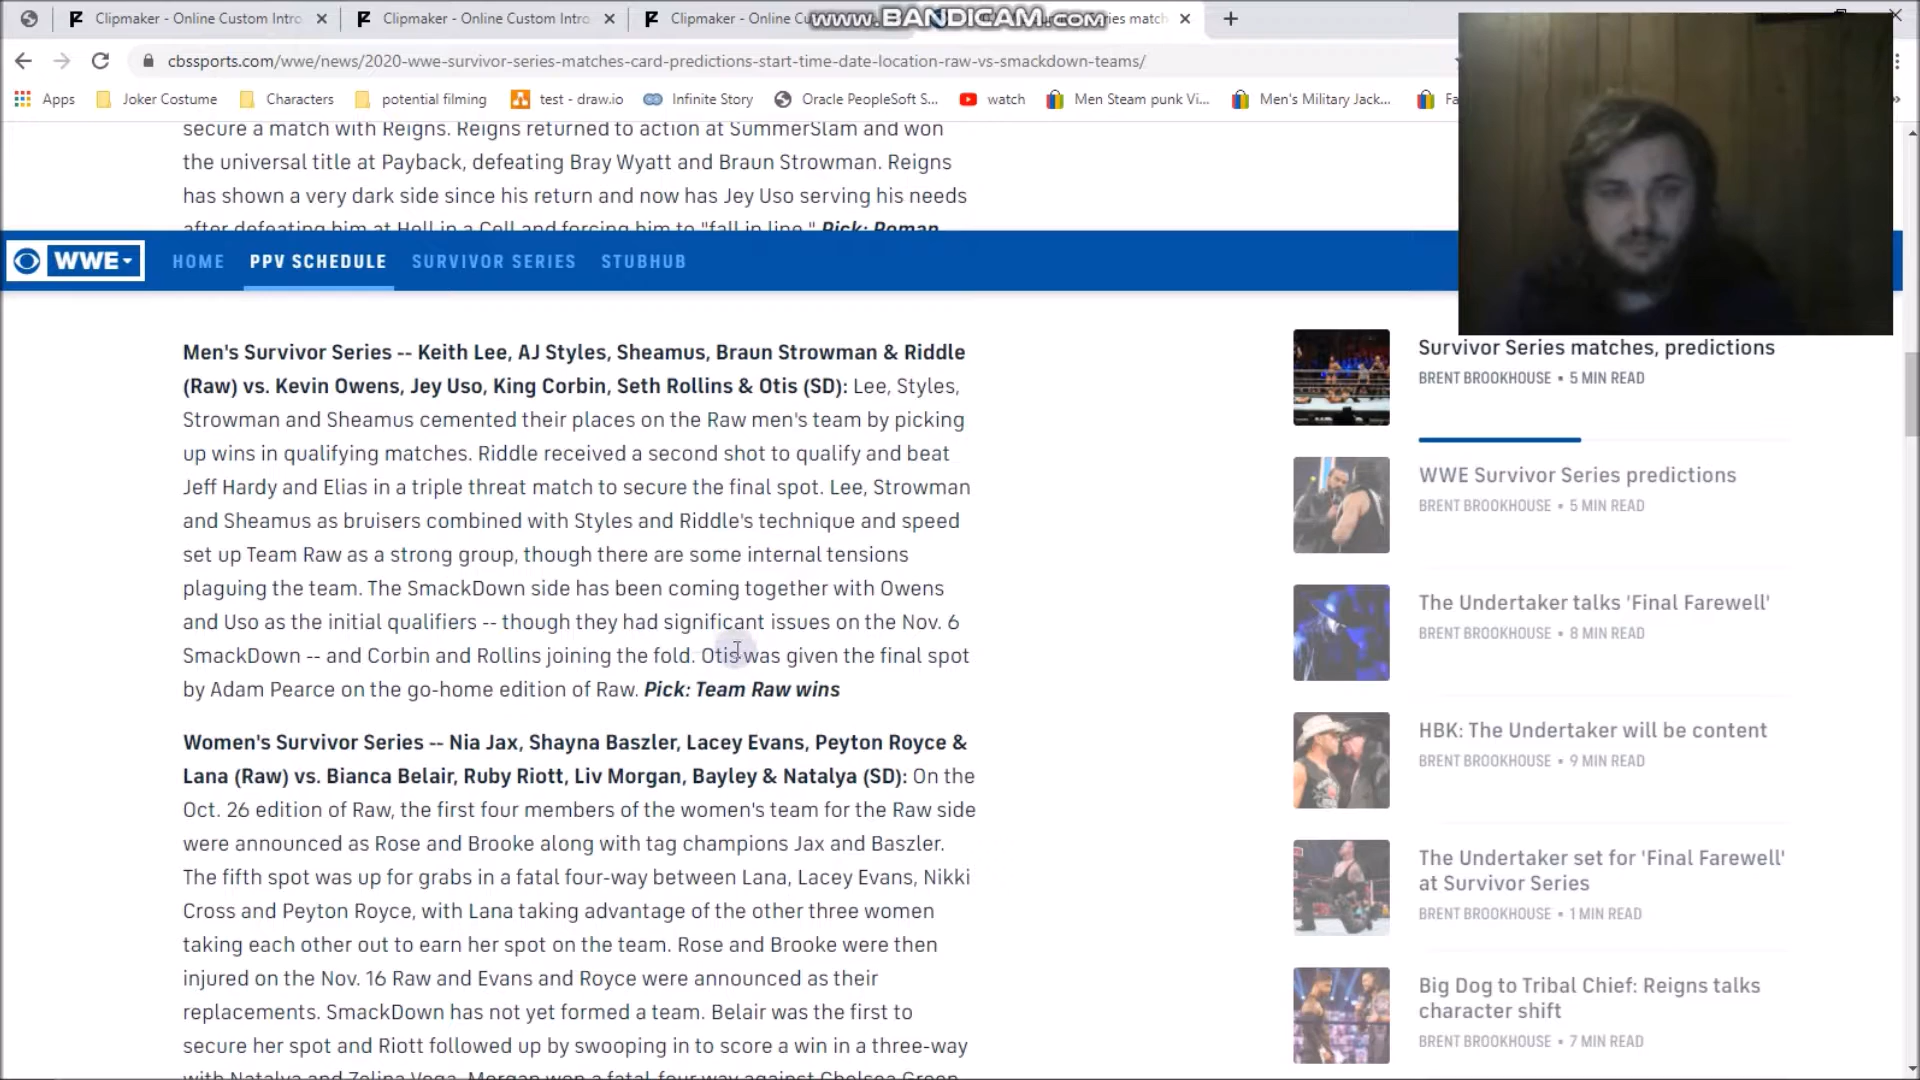 Clipmaker - Online Custom Intro
Clipmaker - Online Custom Intro
Clipmaker - Online Cu
www.BANDICAM.com
ries match
cbssports.com/wwe/news/2020-wwe-survivor-series-matches-card-predictions-start-time-date-location-raw-vs-smackdown-teams/
Apps
Joker Costume
Characters
potential filming
test - draw.io
Infinite Story
Oracle PeopleSoft S...
watch
Men Steam punk Vi...
Men's Military Jack...
Fa
secure a match with Reigns. Reigns returned to action at SummerSlam and won
the universal title at Payback, defeating Bray Wyatt and Braun Strowman. Reigns
has shown a very dark side since his return and now has Jey Uso serving his needs
after defeating him at Hell in a Cell and forcing him to "fall in line." Pick: Roman
WWE
HOME
PPV SCHEDULE
SURVIVOR SERIES
STUBHUB
Men's Survivor Series -- Keith Lee, AJ Styles, Sheamus, Braun Strowman & Riddle
(Raw) vs. Kevin Owens, Jey Uso, King Corbin, Seth Rollins & Otis (SD): Lee, Styles,
Strowman and Sheamus cemented their places on the Raw men's team by picking
up wins in qualifying matches. Riddle received a second shot to qualify and beat
Jeff Hardy and Elias in a triple threat match to secure the final spot. Lee, Strowman
and Sheamus as bruisers combined with Styles and Riddle's technique and speed
set up Team Raw as a strong group, though there are some internal tensions
plaguing the team. The SmackDown side has been coming together with Owens
and Uso as the initial qualifiers -- though they had significant issues on the Nov. 6
SmackDown -- and Corbin and Rollins joining the fold. Otis was given the final spot
by Adam Pearce on the go-home edition of Raw. Pick: Team Raw wins
Women's Survivor Series -- Nia Jax, Shayna Baszler, Lacey Evans, Peyton Royce &
Lana (Raw) vs. Bianca Belair, Ruby Riott, Liv Morgan, Bayley & Natalya (SD): On the
Oct. 26 edition of Raw, the first four members of the women's team for the Raw side
were announced as Rose and Brooke along with tag champions Jax and Baszler.
The fifth spot was up for grabs in a fatal four-way between Lana, Lacey Evans, Nikki
Cross and Peyton Royce, with Lana taking advantage of the other three women
taking each other out to earn her spot on the team. Rose and Brooke were then
injured on the Nov. 16 Raw and Evans and Royce were announced as their
replacements. SmackDown has not yet formed a team. Belair was the first to
secure her spot and Riott followed up by swooping in to score a win in a three-way
with Natalya and Zelina Vega. Morgan won a fatal four way against Chelsea Green
Survivor Series matches, predictions
BRENT BROOKHOUSE • 5 MIN READ
WWE Survivor Series predictions
BRENT BROOKHOUSE • 5 MIN READ
The Undertaker talks 'Final Farewell'
BRENT BROOKHOUSE • 8 MIN READ
HBK: The Undertaker will be content
BRENT BROOKHOUSE • 9 MIN READ
The Undertaker set for 'Final Farewell'
at Survivor Series
BRENT BROOKHOUSE • 1 MIN READ
Big Dog to Tribal Chief: Reigns talks
character shift
BRENT BROOKHOUSE • 7 MIN READ